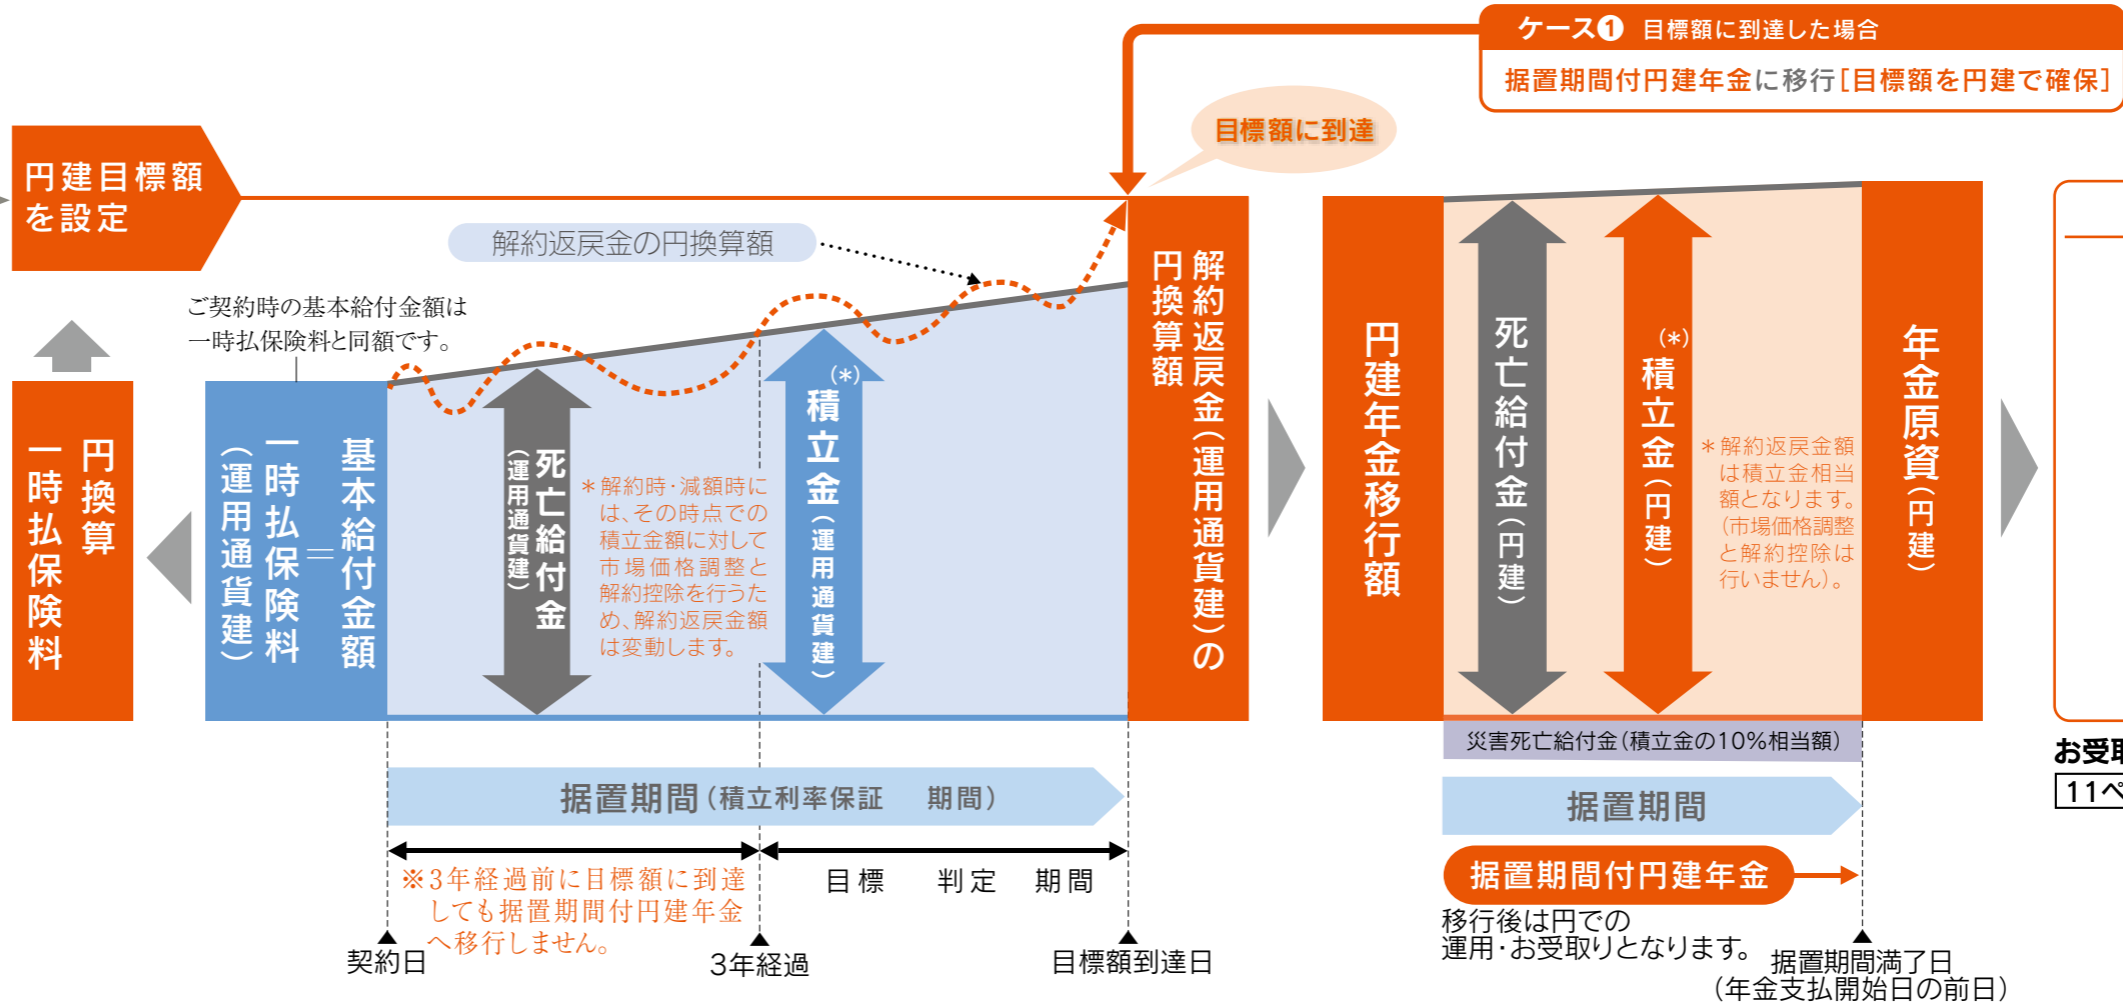 ケース❶ 目標額に到達した場合
据置期間付円建年金に移行[目標額を円建で確保]
目標額に到達
円建目標額
を設定
解約返戻金の円換算額
ご契約時の基本給付金額は
一時払保険料と同額です。
円換算
一時払保険料
基本給付金額
＝
一時払保険料
(運用通貨建)
死亡給付金
(運用通貨建)
＊解約時・減額時に
は、その時点での
積立金額に対して
市場価格調整と
解約控除を行うた
め、解約返戻金額
は変動します。
(*)
積立金(運用通貨建)
解約返戻金(運用通貨建)の
円換算額
円建年金移行額
死亡給付金(円建)
(*)
積立金(円建)
＊解約返戻金額
は積立金相当
額となります。
(市場価格調整
と解約控除は
行いません)。
年金原資(円建)
災害死亡給付金(積立金の10%相当額)
据置期間(積立利率保証 期間)
据置期間
※3年経過前に目標額に到達
しても据置期間付円建年金
へ移行しません。
目標 判定 期間
据置期間付円建年金
移行後は円での
運用・お受取りとなります。
契約日
3年経過
目標額到達日
据置期間満了日
(年金支払開始日の前日)
お受取
11ペ